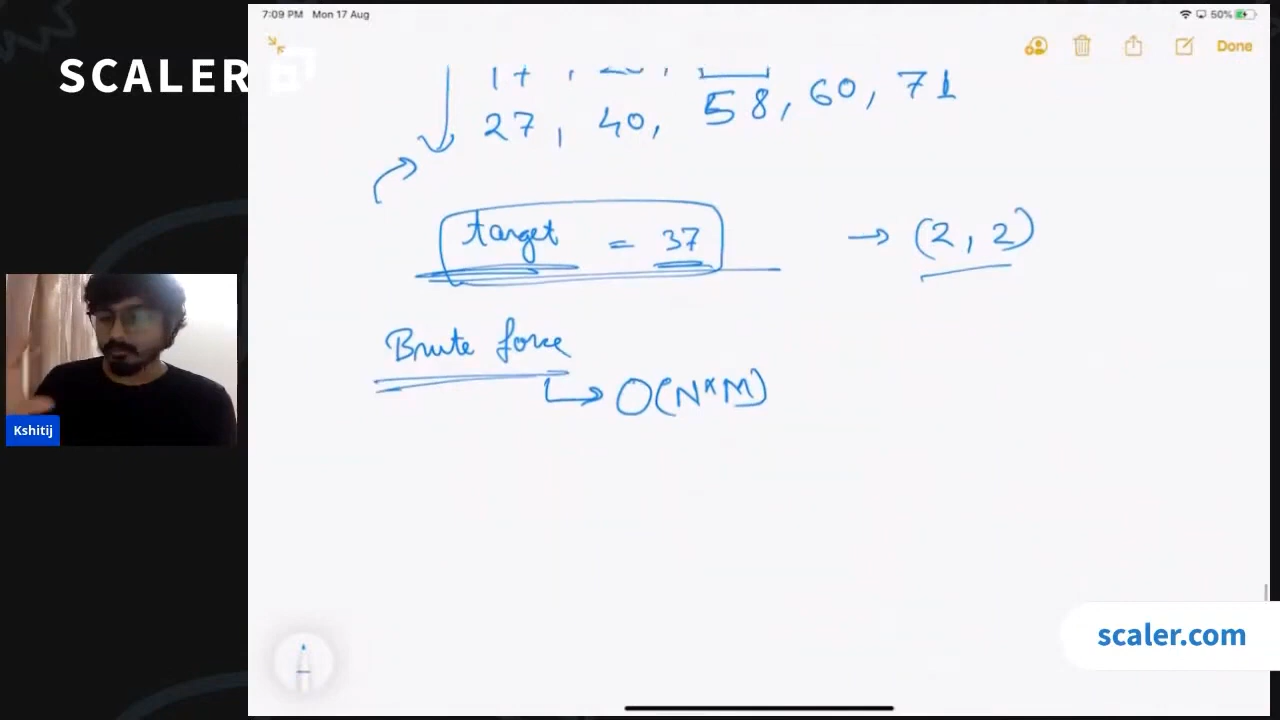 7:09 PM Mon 17 Aug
50%
Done
SCALER
27, 40, 58, 60, 71
target = 37 → (2, 2)
Brute force
↳ O(N*M)
Kshitij
scaler.com